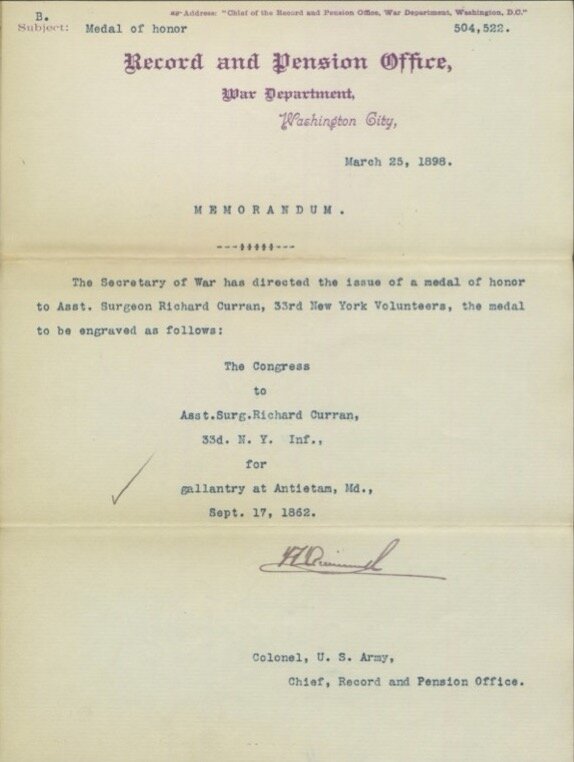 B.
☞ Address: "Chief of the Record and Pension Office, War Department, Washington, D.C."
Subject: Medal of honor 504,522.
Record and Pension Office,
War Department,
Washington City,
March 25, 1898.
MEMORANDUM.
The Secretary of War has directed the issue of a medal of honor
to Asst. Surgeon Richard Curran, 33rd New York Volunteers, the medal
to be engraved as follows:
The Congress
to
Asst.Surg.Richard Curran,
33d. N. Y. Inf.,
for
gallantry at Antietam, Md.,
Sept. 17, 1862.
Colonel, U. S. Army,
Chief, Record and Pension Office.